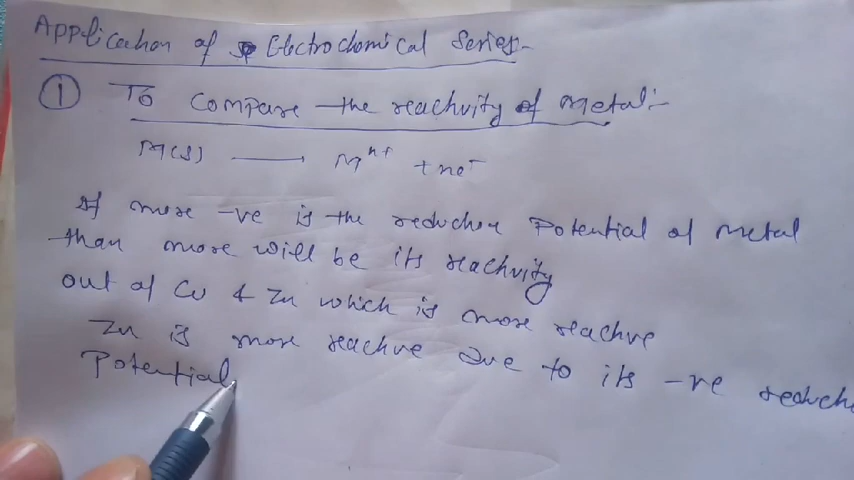 Application of Electrochemical Series-
① To Compare the reactivity of Metal:-
M(s) → M^n+ + ne-
If more -ve is the reduction Potential of Metal
than more will be its reactivity
out of Cu & Zn which is more reactive
Zn is more reactive due to its -ve reduct
Potential